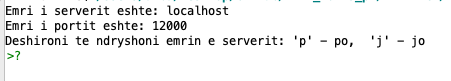 Emri i serverit eshte: localhost
Emri i portit eshte: 12000
Deshironi te ndryshoni emrin e serverit: 'p' - po, 'j' - jo
>?